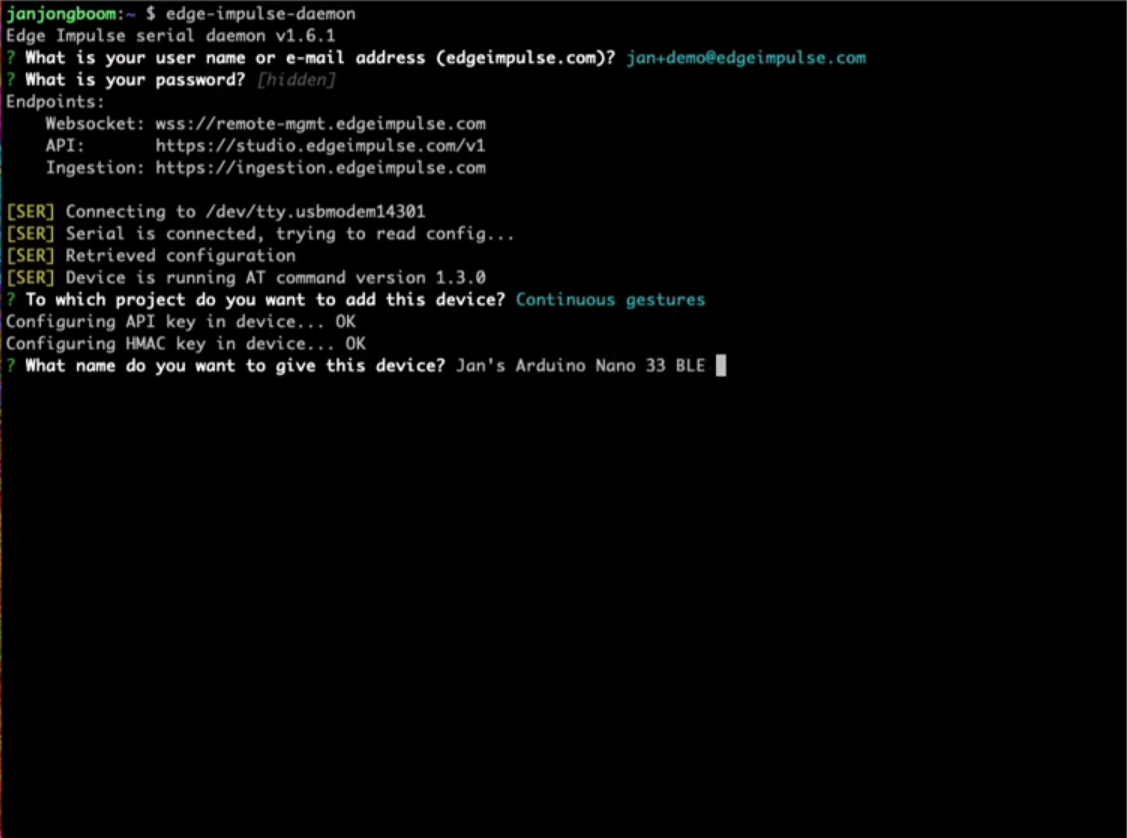 janjongboom:~ $ edge-impulse-daemon
Edge Impulse serial daemon v1.6.1
? What is your user name or e-mail address (edgeimpulse.com)? jan+demo@edgeimpulse.com
? What is your password? [hidden]
Endpoints:
    Websocket: wss://remote-mgmt.edgeimpulse.com
    API:       https://studio.edgeimpulse.com/v1
    Ingestion: https://ingestion.edgeimpulse.com

[SER] Connecting to /dev/tty.usbmodem14301
[SER] Serial is connected, trying to read config...
[SER] Retrieved configuration
[SER] Device is running AT command version 1.3.0
? To which project do you want to add this device? Continuous gestures
Configuring API key in device... OK
Configuring HMAC key in device... OK
? What name do you want to give this device? Jan's Arduino Nano 33 BLE